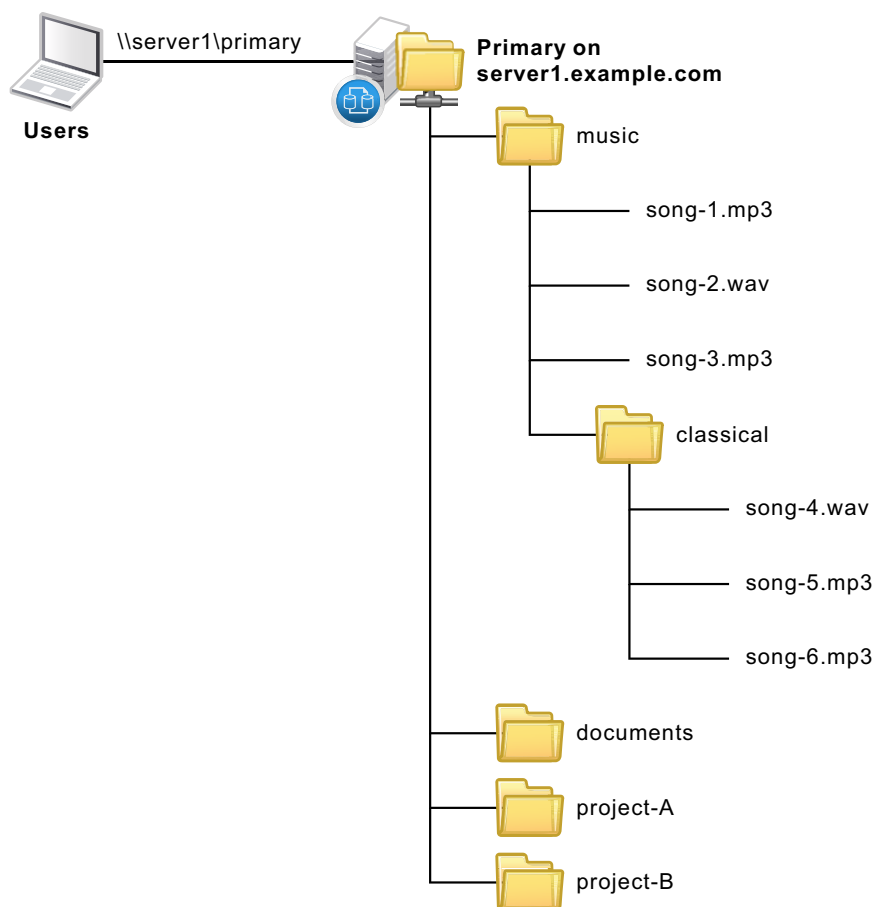 \\server1\primary
Primary on
server1.example.com
Users
music
song-1.mp3
song-2.wav
song-3.mp3
classical
song-4.wav
song-5.mp3
song-6.mp3
documents
project-A
project-B